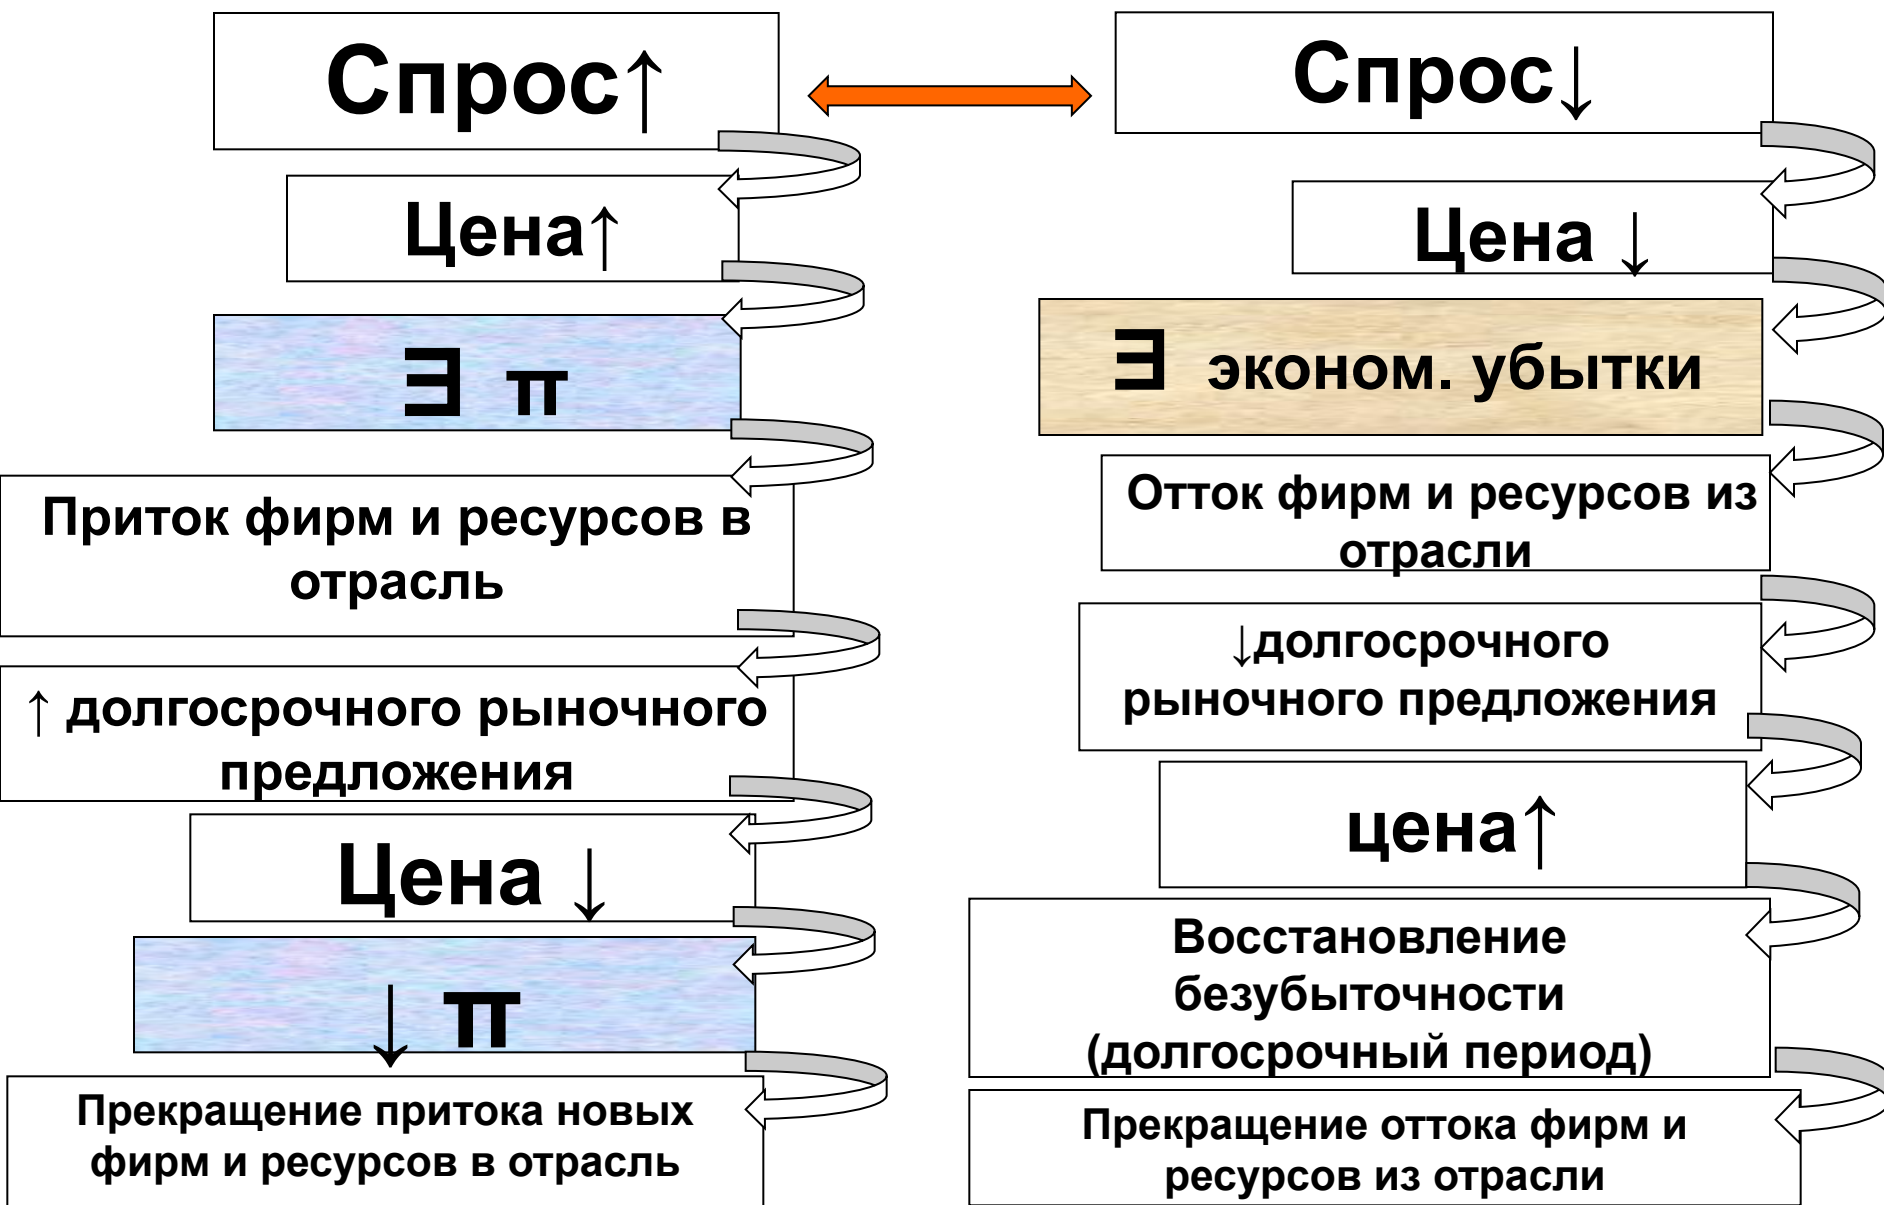 Спрос↑
Цена↑
∃ π
Приток фирм и ресурсов в
отрасль
↑ долгосрочного рыночного
предложения
Цена ↓
↓ π
Прекращение притока новых
фирм и ресурсов в отрасль
Спрос↓
Цена ↓
∃ эконом. убытки
Отток фирм и ресурсов из
отрасли
↓долгосрочного
рыночного предложения
цена↑
Восстановление
безубыточности
(долгосрочный период)
Прекращение оттока фирм и
ресурсов из отрасли